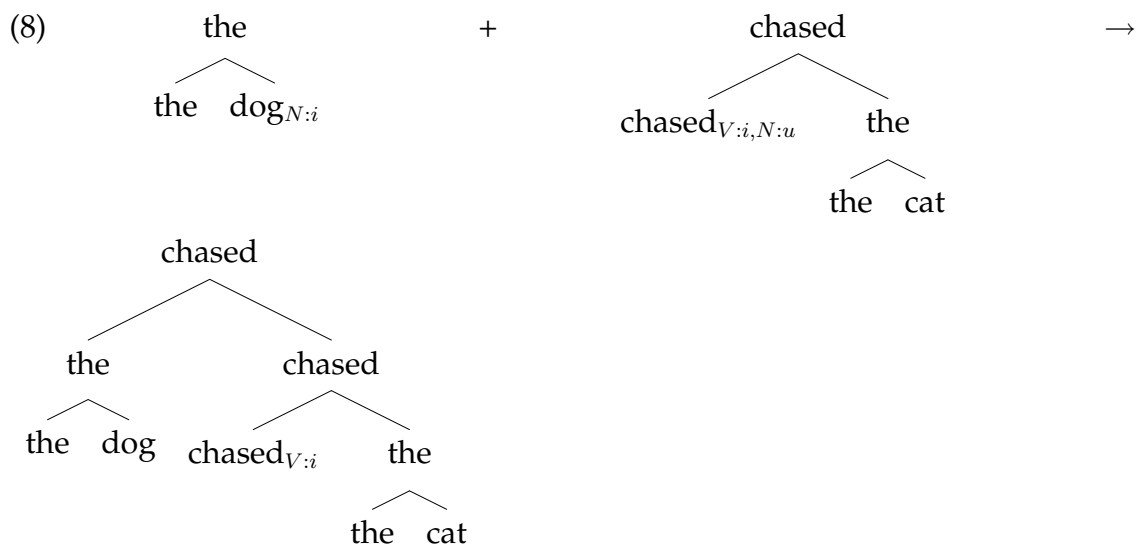 (8) the + chased →
the dog_{N:i} chased_{V:i,N:u} the
the cat
chased
the chased
the dog chased_{V:i} the
the cat